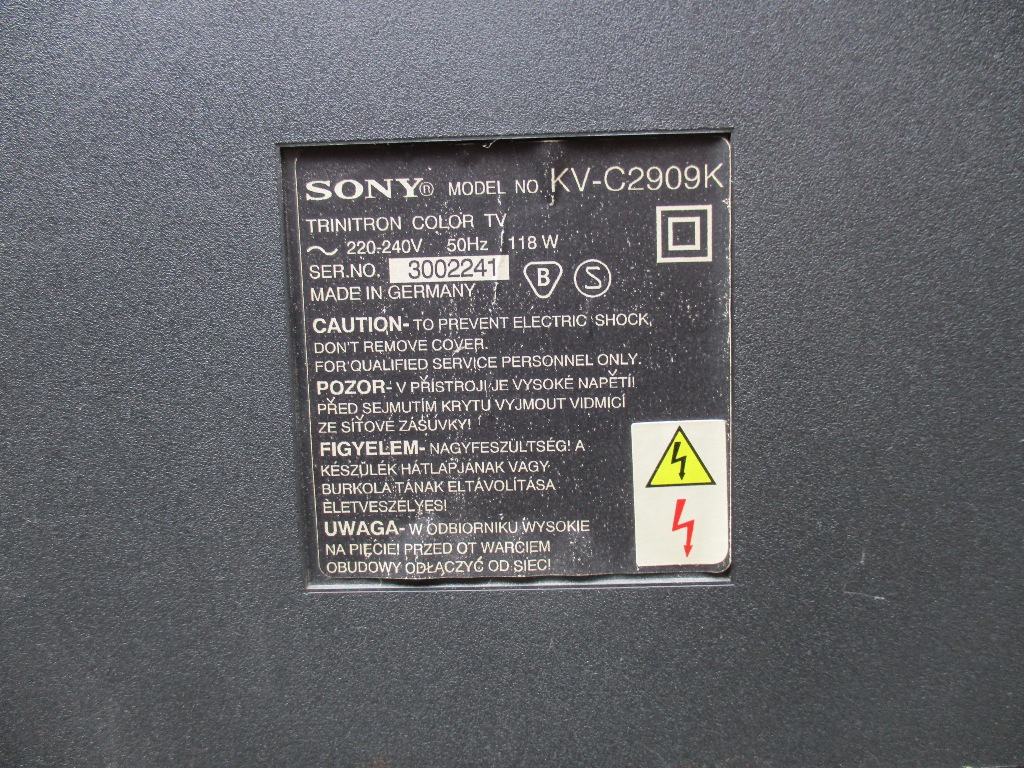 SONY® MODEL NO. KV-C2909K
TRINITRON COLOR TV
~ 220-240V 50Hz 118 W
SER.NO. 3002241 B S
MADE IN GERMANY
CAUTION- TO PREVENT ELECTRIC SHOCK,
DON'T REMOVE COVER.
FOR QUALIFIED SERVICE PERSONNEL ONLY.
POZOR- V PŘÍSTROJI JE VYSOKÉ NAPĚTÍ!
PŘED SEJMUTÍM KRYTU VYJMOUT VIDMICÍ
ZE SÍŤOVÉ ZÁSUVKY!
FIGYELEM- NAGYFESZÜLTSÉG! A
KÉSZÜLÉK HÁTLAPJÁNAK VAGY
BURKOLATÁNAK ELTÁVOLÍTÁSA
ÉLETVESZÉLYES!
UWAGA- W ODBIORNIKU WYSOKIE
NA PIĘCIE! PRZED OT WARCIEM
OBUDOWY ODŁĄCZYĆ OD SIECI!